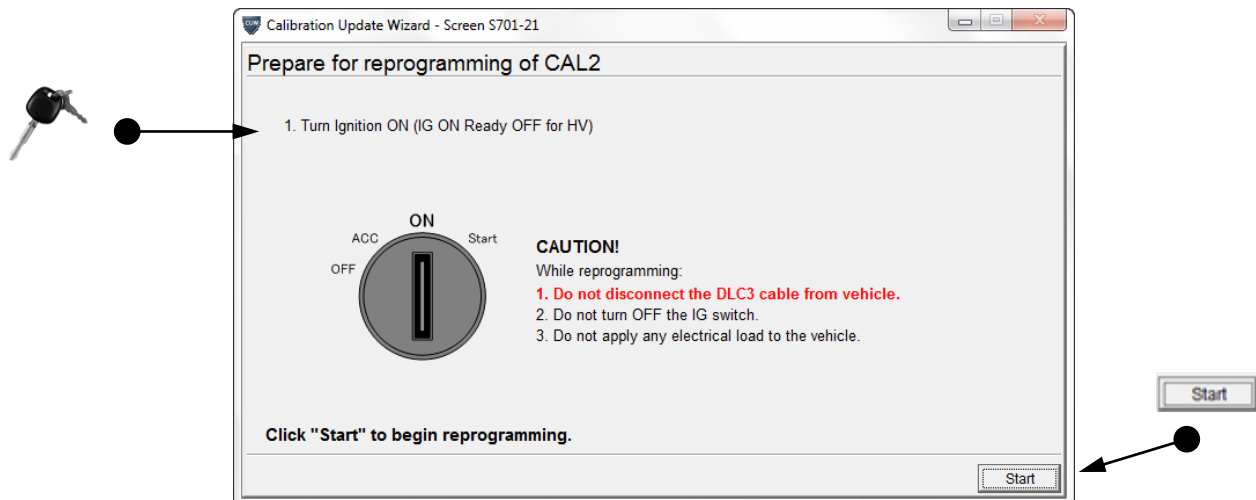 CUW Calibration Update Wizard - Screen S701-21
Prepare for reprogramming of CAL2
1. Turn Ignition ON (IG ON Ready OFF for HV)
ON
ACC
Start
OFF
CAUTION!
While reprogramming:
1. Do not disconnect the DLC3 cable from vehicle.
2. Do not turn OFF the IG switch.
3. Do not apply any electrical load to the vehicle.
Start
Click "Start" to begin reprogramming.
Start